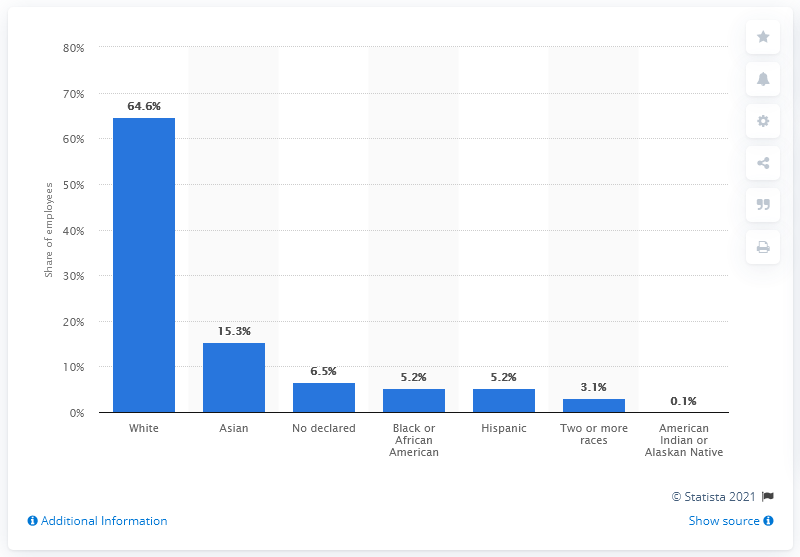 80%
70%
60%
50%
40%
30%
20%
10%
0%
Share of employees
64.6%
15.3%
6.5%
5.2%
5.2%
3.1%
0.1%
White
Asian
No declared
Black or
African
American
Hispanic
Two or more
races
American
Indian or
Alaskan Native
© Statista 2021
Additional Information
Show source